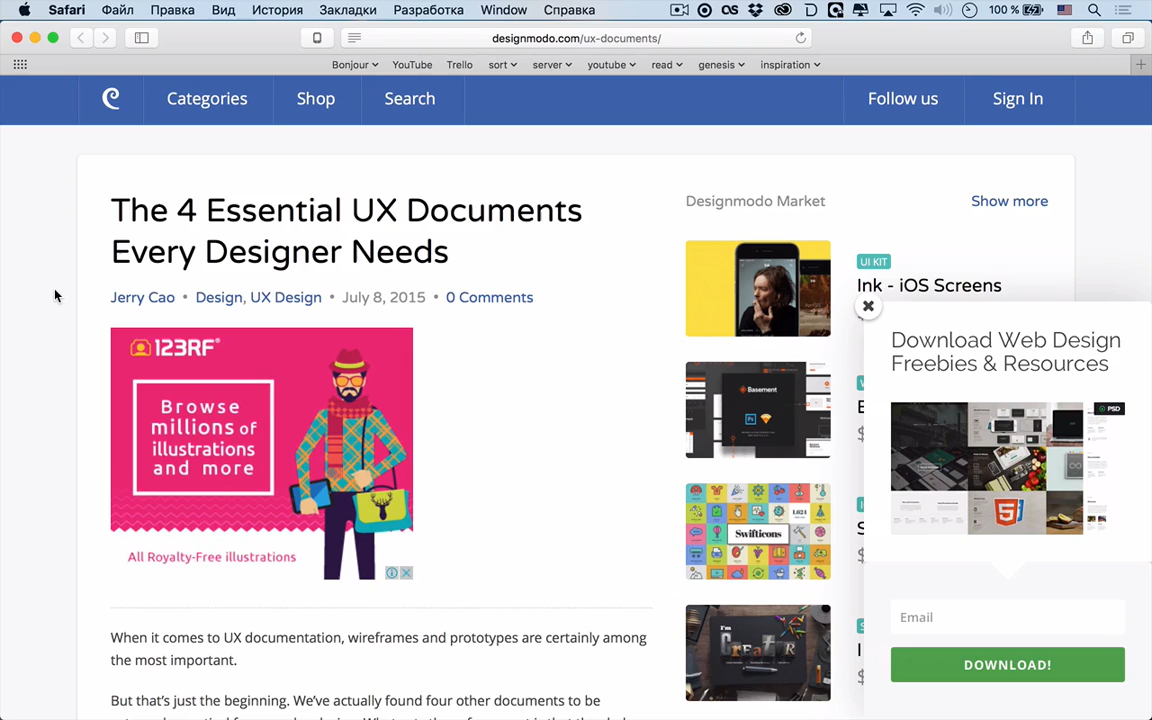 Safari Файл Правка Вид История Закладки Разработка Window Справка 100 %
designmodo.com/ux-documents/
Bonjour YouTube Trello sort server youtube read genesis inspiration
Categories Shop Search Follow us Sign In
The 4 Essential UX Documents
Every Designer Needs
Jerry Cao • Design, UX Design • July 8, 2015 • 0 Comments
123RF®
Browse
millions of
illustrations
and more
All Royalty-Free illustrations
When it comes to UX documentation, wireframes and prototypes are certainly among
the most important.
But that's just the beginning. We've actually found four other documents to be
Designmodo Market Show more
UI KIT
Ink - iOS Screens
Basement
Swifticons
I'm
CREATR
Download Web Design
Freebies & Resources
PSD
Email
DOWNLOAD!